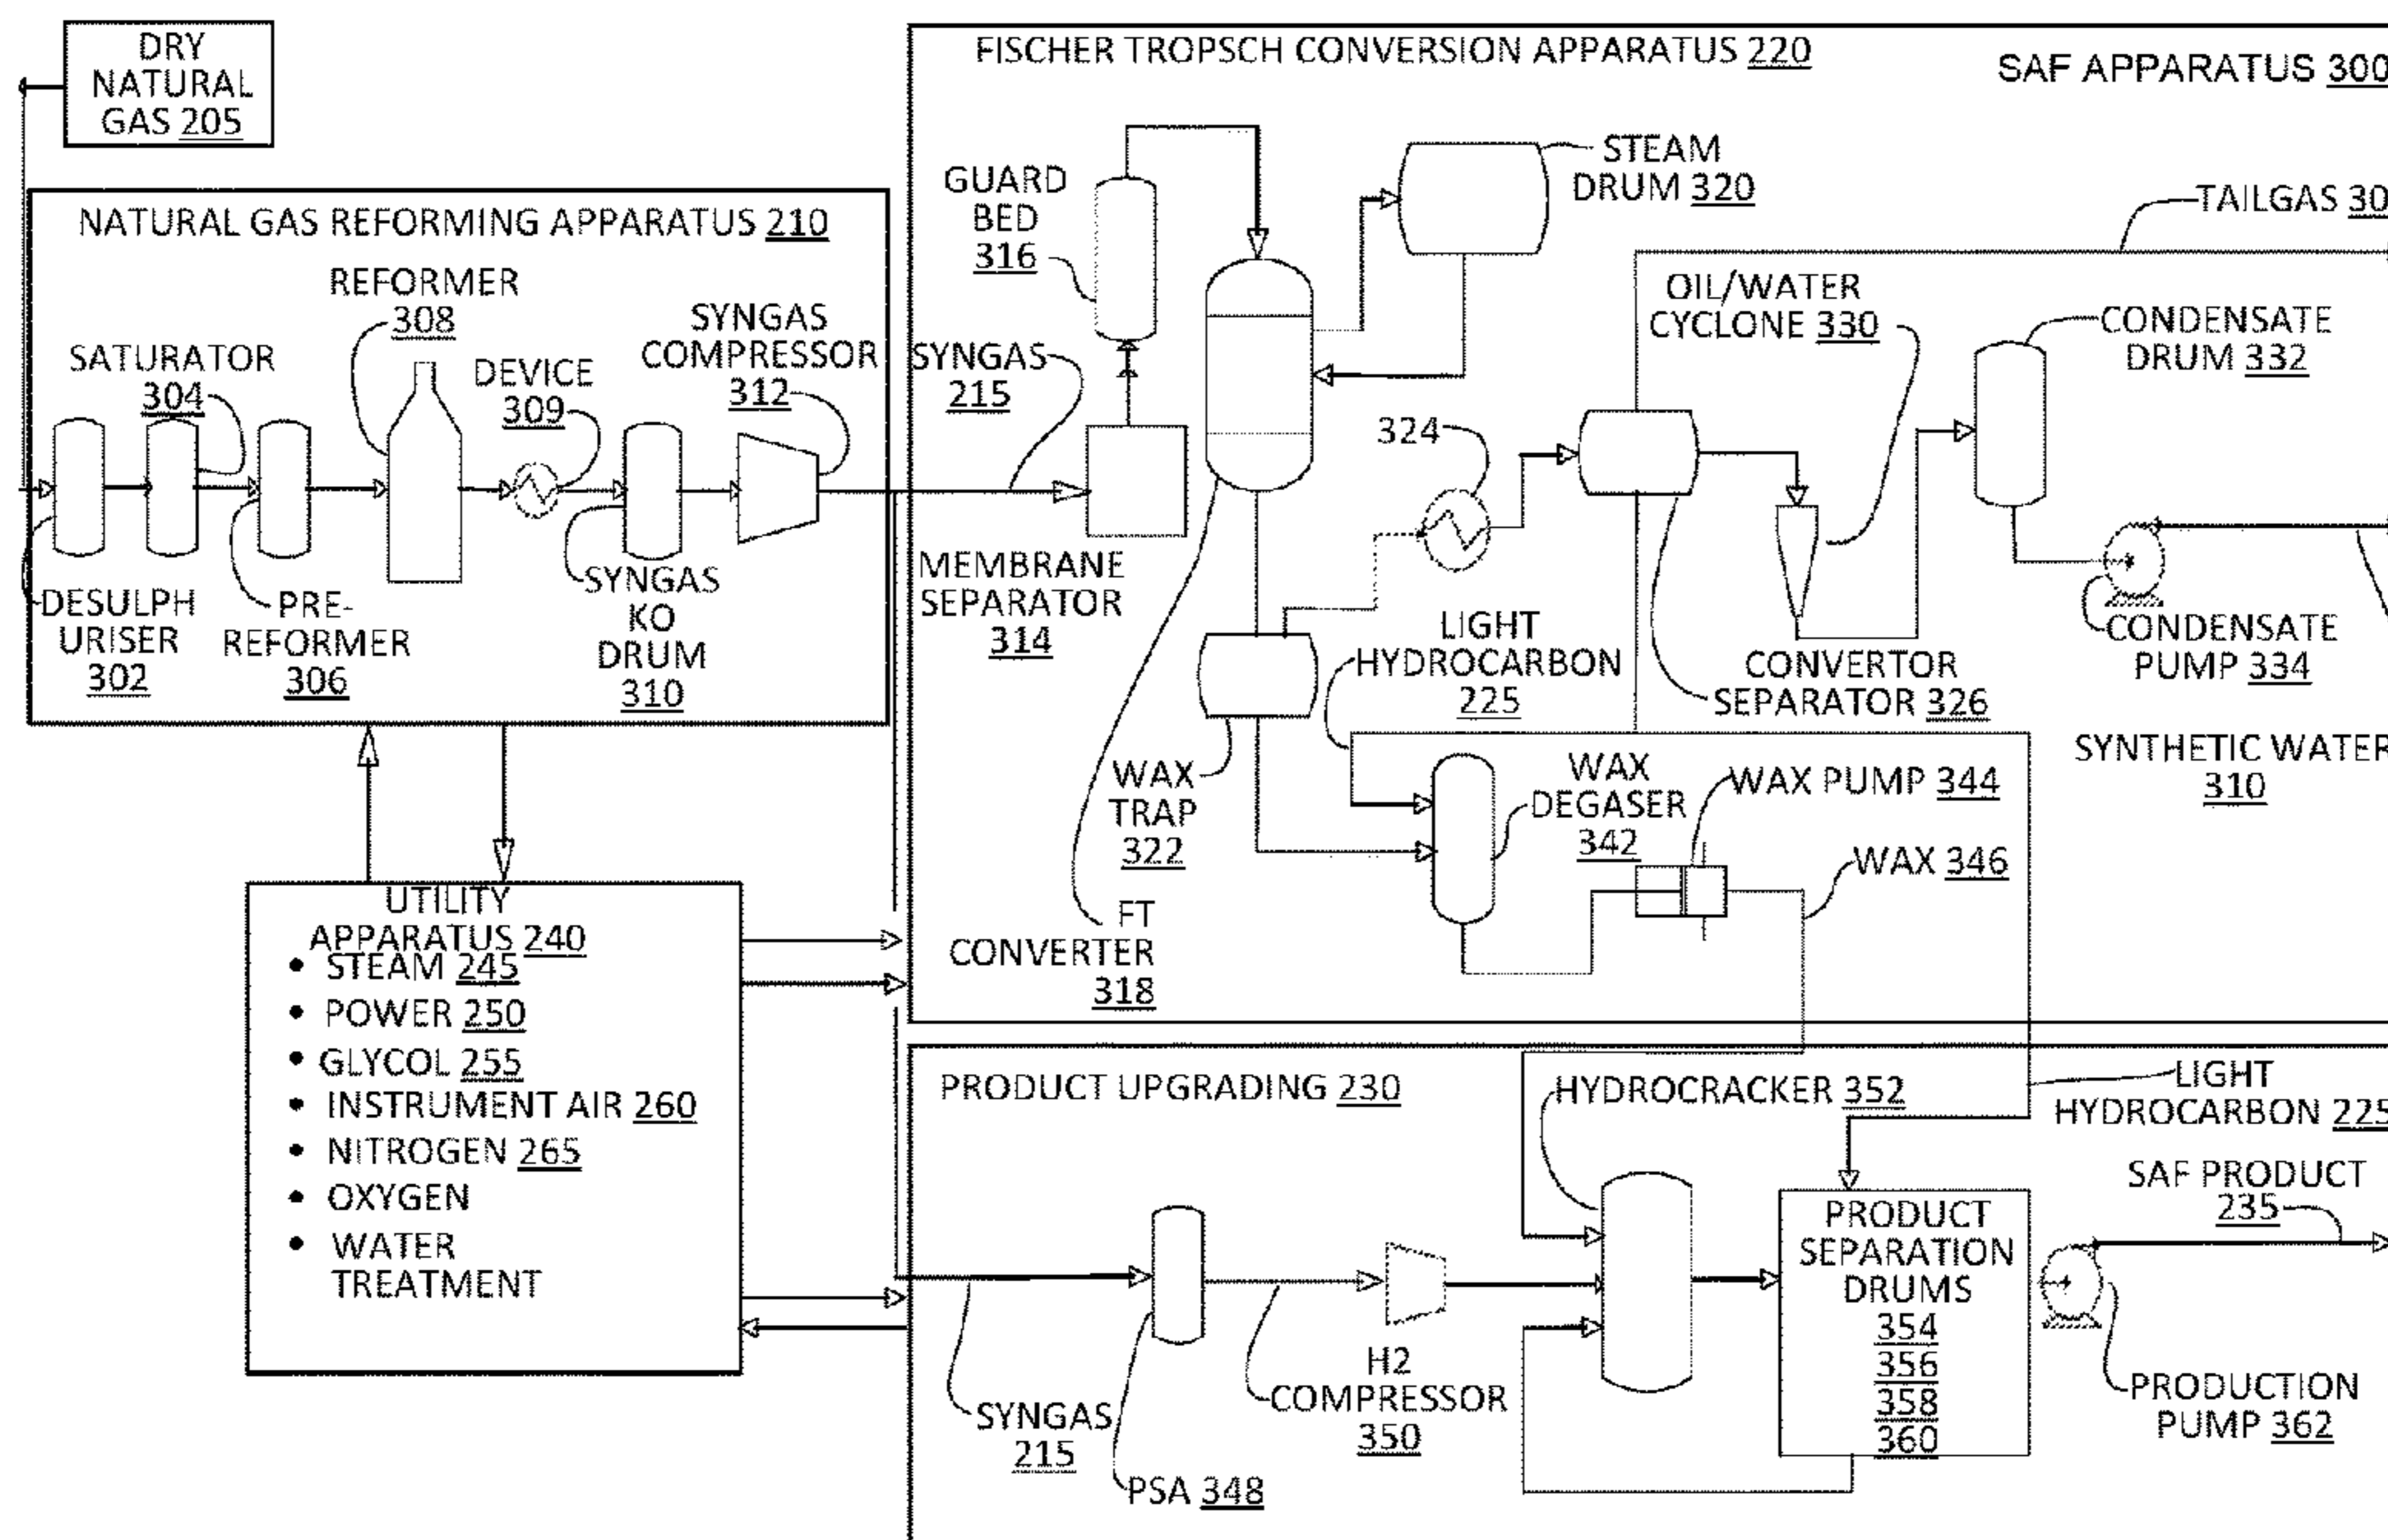 DRY
NATURAL
GAS 205
FISCHER TROPSCH CONVERSION APPARATUS 220
SAF APPARATUS 300
NATURAL GAS REFORMING APPARATUS 210
REFORMER
308
SATURATOR
304
DEVICE
309
SYNGAS
COMPRESSOR
312
DESULPH
URISER
302
PRE-
REFORMER
306
SYNGAS
KO
DRUM
310
SYNGAS
215
GUARD
BED
316
STEAM
DRUM 320
TAILGAS 30
OIL/WATER
CYCLONE 330
CONDENSATE
DRUM 332
324
MEMBRANE
SEPARATOR
314
LIGHT
HYDROCARBON
225
CONVERTOR
SEPARATOR 326
CONDENSATE
PUMP 334
SYNTHETIC WATER
310
WAX
TRAP
322
WAX
DEGASER
342
WAX PUMP 344
WAX 346
FT
CONVERTER
318
UTILITY
APPARATUS 240
• STEAM 245
• POWER 250
• GLYCOL 255
• INSTRUMENT AIR 260
• NITROGEN 265
• OXYGEN
• WATER
TREATMENT
PRODUCT UPGRADING 230
HYDROCRACKER 352
LIGHT
HYDROCARBON 225
SAF PRODUCT
235
PRODUCT
SEPARATION
DRUMS
354
356
358
360
H2
COMPRESSOR
350
SYNGAS
215
PSA 348
PRODUCTION
PUMP 362